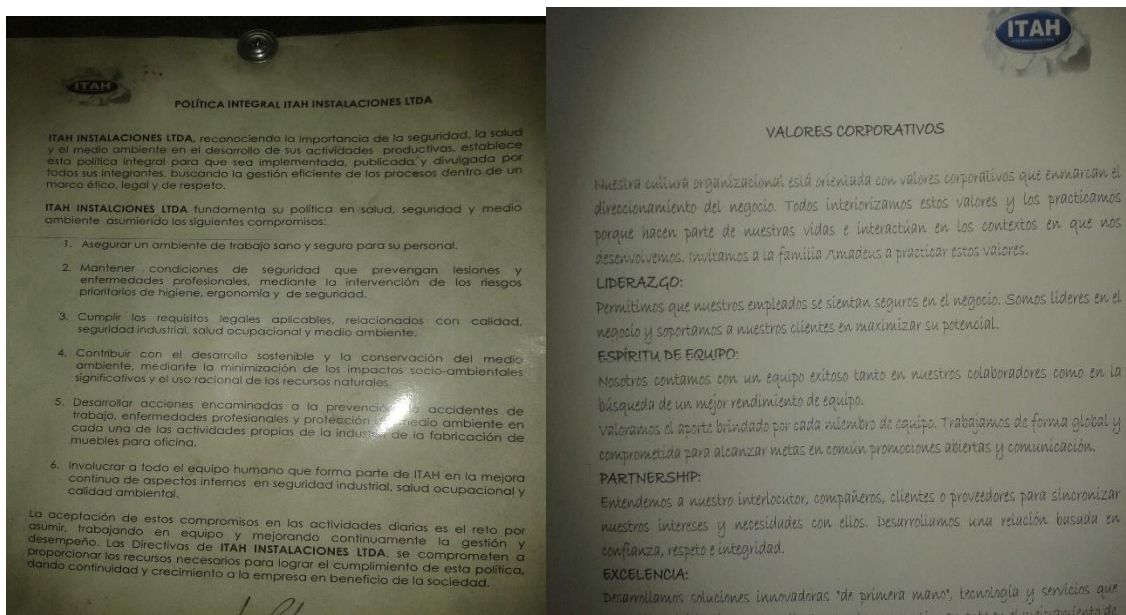 ITAH
POLÍTICA INTEGRAL ITAH INSTALACIONES LTDA
ITAH INSTALACIONES LTDA, reconociendo la importancia de la seguridad, la salud
y el medio ambiente en el desarrollo de sus actividades productivas, establece
esta política integral para que sea implementada, publicada y divulgada por
todos sus integrantes, buscando la gestión eficiente de los procesos dentro de un
marco ético, legal y de respeto.
ITAH INSTALCIONES LTDA fundamenta su política en salud, seguridad y medio
ambiente asumiendo los siguientes compromisos:
1. Asegurar un ambiente de trabajo sano y seguro para su personal.
2. Mantener condiciones de seguridad que prevengan lesiones y
enfermedades profesionales, mediante la intervención de los riesgos
prioritarios de higiene, ergonomía y de seguridad.
3. Cumplir los requisitos legales aplicables, relacionados con calidad,
seguridad industrial, salud ocupacional y medio ambiente.
4. Contribuir con el desarrollo sostenible y la conservación del medio
ambiente, mediante la minimización de los impactos socio-ambientales
significativos y el uso racional de los recursos naturales.
5. Desarrollar acciones encaminadas a la prevención accidentes de
trabajo, enfermedades profesionales y protección medio ambiente en
cada una de las actividades propias de la industria de la fabricación de
muebles para oficina.
6. Involucrar a todo el equipo humano que forma parte de ITAH en la mejora
continua de aspectos internos en seguridad industrial, salud ocupacional y
calidad ambiental.
La aceptación de estos compromisos en las actividades diarias es el reto por
asumir, trabajando en equipo y mejorando continuamente la gestión y
desempeño. Las Directivas de ITAH INSTALACIONES LTDA. se comprometen a
proporcionar los recursos necesarios para lograr el cumplimiento de esta política,
dando continuidad y crecimiento a la empresa en beneficio de la sociedad.
ITAH
VALORES CORPORATIVOS
Nuestra cultura organizacional está orientada con valores corporativos que enmarcan el
direccionamiento del negocio. Todos interiorizamos estos valores y los practicamos
porque hacen parte de nuestras vidas e interactúan en los contextos en que nos
desenvolvemos. Invitamos a la familia Amadeus a practicar estos valores.
LIDERAZGO:
Permitimos que nuestros empleados se sientan seguros en el negocio. Somos líderes en el
negocio y soportamos a nuestros clientes en maximizar su potencial.
ESPÍRITU DE EQUIPO:
Nosotros contamos con un equipo exitoso tanto en nuestros colaboradores como en la
búsqueda de un mejor rendimiento de equipo.
Valoramos el aporte brindado por cada miembro de equipo. Trabajamos de forma global y
comprometida para alcanzar metas en común promociones abiertas y comunicación.
PARTNERSHIP:
Entendemos a nuestro interlocutor, compañeros, clientes o proveedores para sincronizar
nuestros intereses y necesidades con ellos. Desarrollamos una relación basada en
confianza, respeto e integridad.
EXCELENCIA:
Desarrollamos soluciones innovadoras "de primera mano", tecnología y servicios que